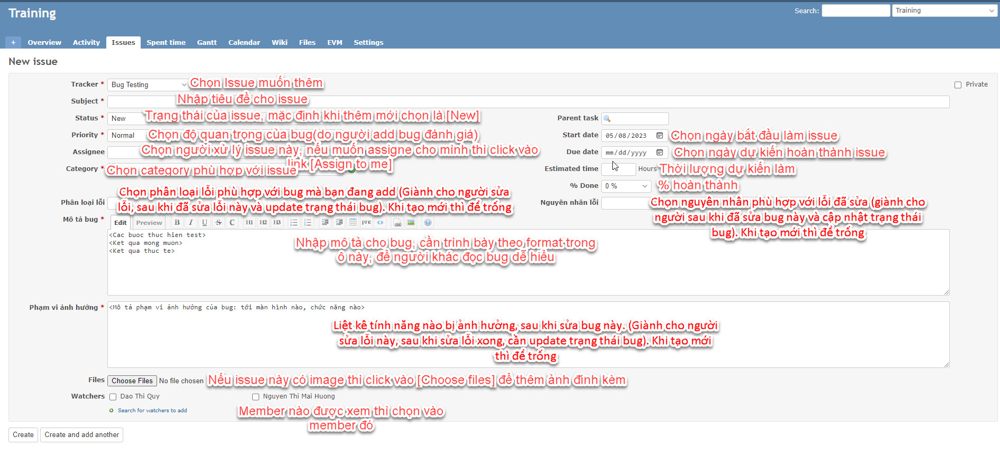 Training
Search:
Training
+ Overview Activity Issues Spent time Gantt Calendar Wiki Files EVM Settings
New issue
Tracker * Bug Testing
Chọn Issue muốn thêm
Private
Subject *
Nhập tiêu đề cho issue
Status * New
Trạng thái của issue, mặc định khi thêm mới chọn là [New]
Parent task
Priority * Normal
Chọn độ quan trọng của bug(do người add bug đánh giá)
Start date 05/08/2023
Chọn ngày bắt đầu làm issue
Assignee
Chọn người xử lý issue này, nếu muốn assigne cho mình thì click vào
link [Assign to me]
Due date mm/dd/yyyy
Chọn ngày dự kiến hoàn thành issue
Category *
Chọn category phù hợp với issue
Estimated time Hours
Thời lượng dự kiến làm
% Done 0 %
% hoàn thành
Phân loại lỗi
Chọn phân loại lỗi phù hợp với bug mà bạn đang add (Giành cho người sửa
lỗi, sau khi đã sửa lỗi này và update trạng thái bug). Khi tạo mới thì để trống
Nguyên nhân lỗi
Chọn nguyên nhân phù hợp với lỗi đã sửa (giành cho
người sau khi đã sửa bug này và cập nhật trạng thái
bug). Khi tạo mới thì để trống
Mô tả bug * Edit Preview B I U S C H1 H2 H3 pre <> ?
<Cac buoc thuc hien test>
<Ket qua mong muon>
<Ket qua thuc te>
Nhập mô tả cho bug, cần trình bày theo format trong
ô này, để người khác đọc bug dễ hiểu
Phạm vi ảnh hưởng *
<Mô tả phạm vi ảnh hưởng của bug: tới màn hình nào, chức năng nào>
Liệt kê tính năng nào bị ảnh hưởng, sau khi sửa bug này. (Giành cho người
sửa lỗi này, sau khi sửa lỗi xong, cần update trạng thái bug). Khi tạo mới
thì để trống
Files Choose Files No file chosen
Nếu issue này có image thì click vào [Choose files] để thêm ảnh đính kèm
Watchers Dao Thi Quy Nguyen Thi Mai Huong
Search for watchers to add
Member nào được xem thì chọn vào
member đó
Create Create and add another